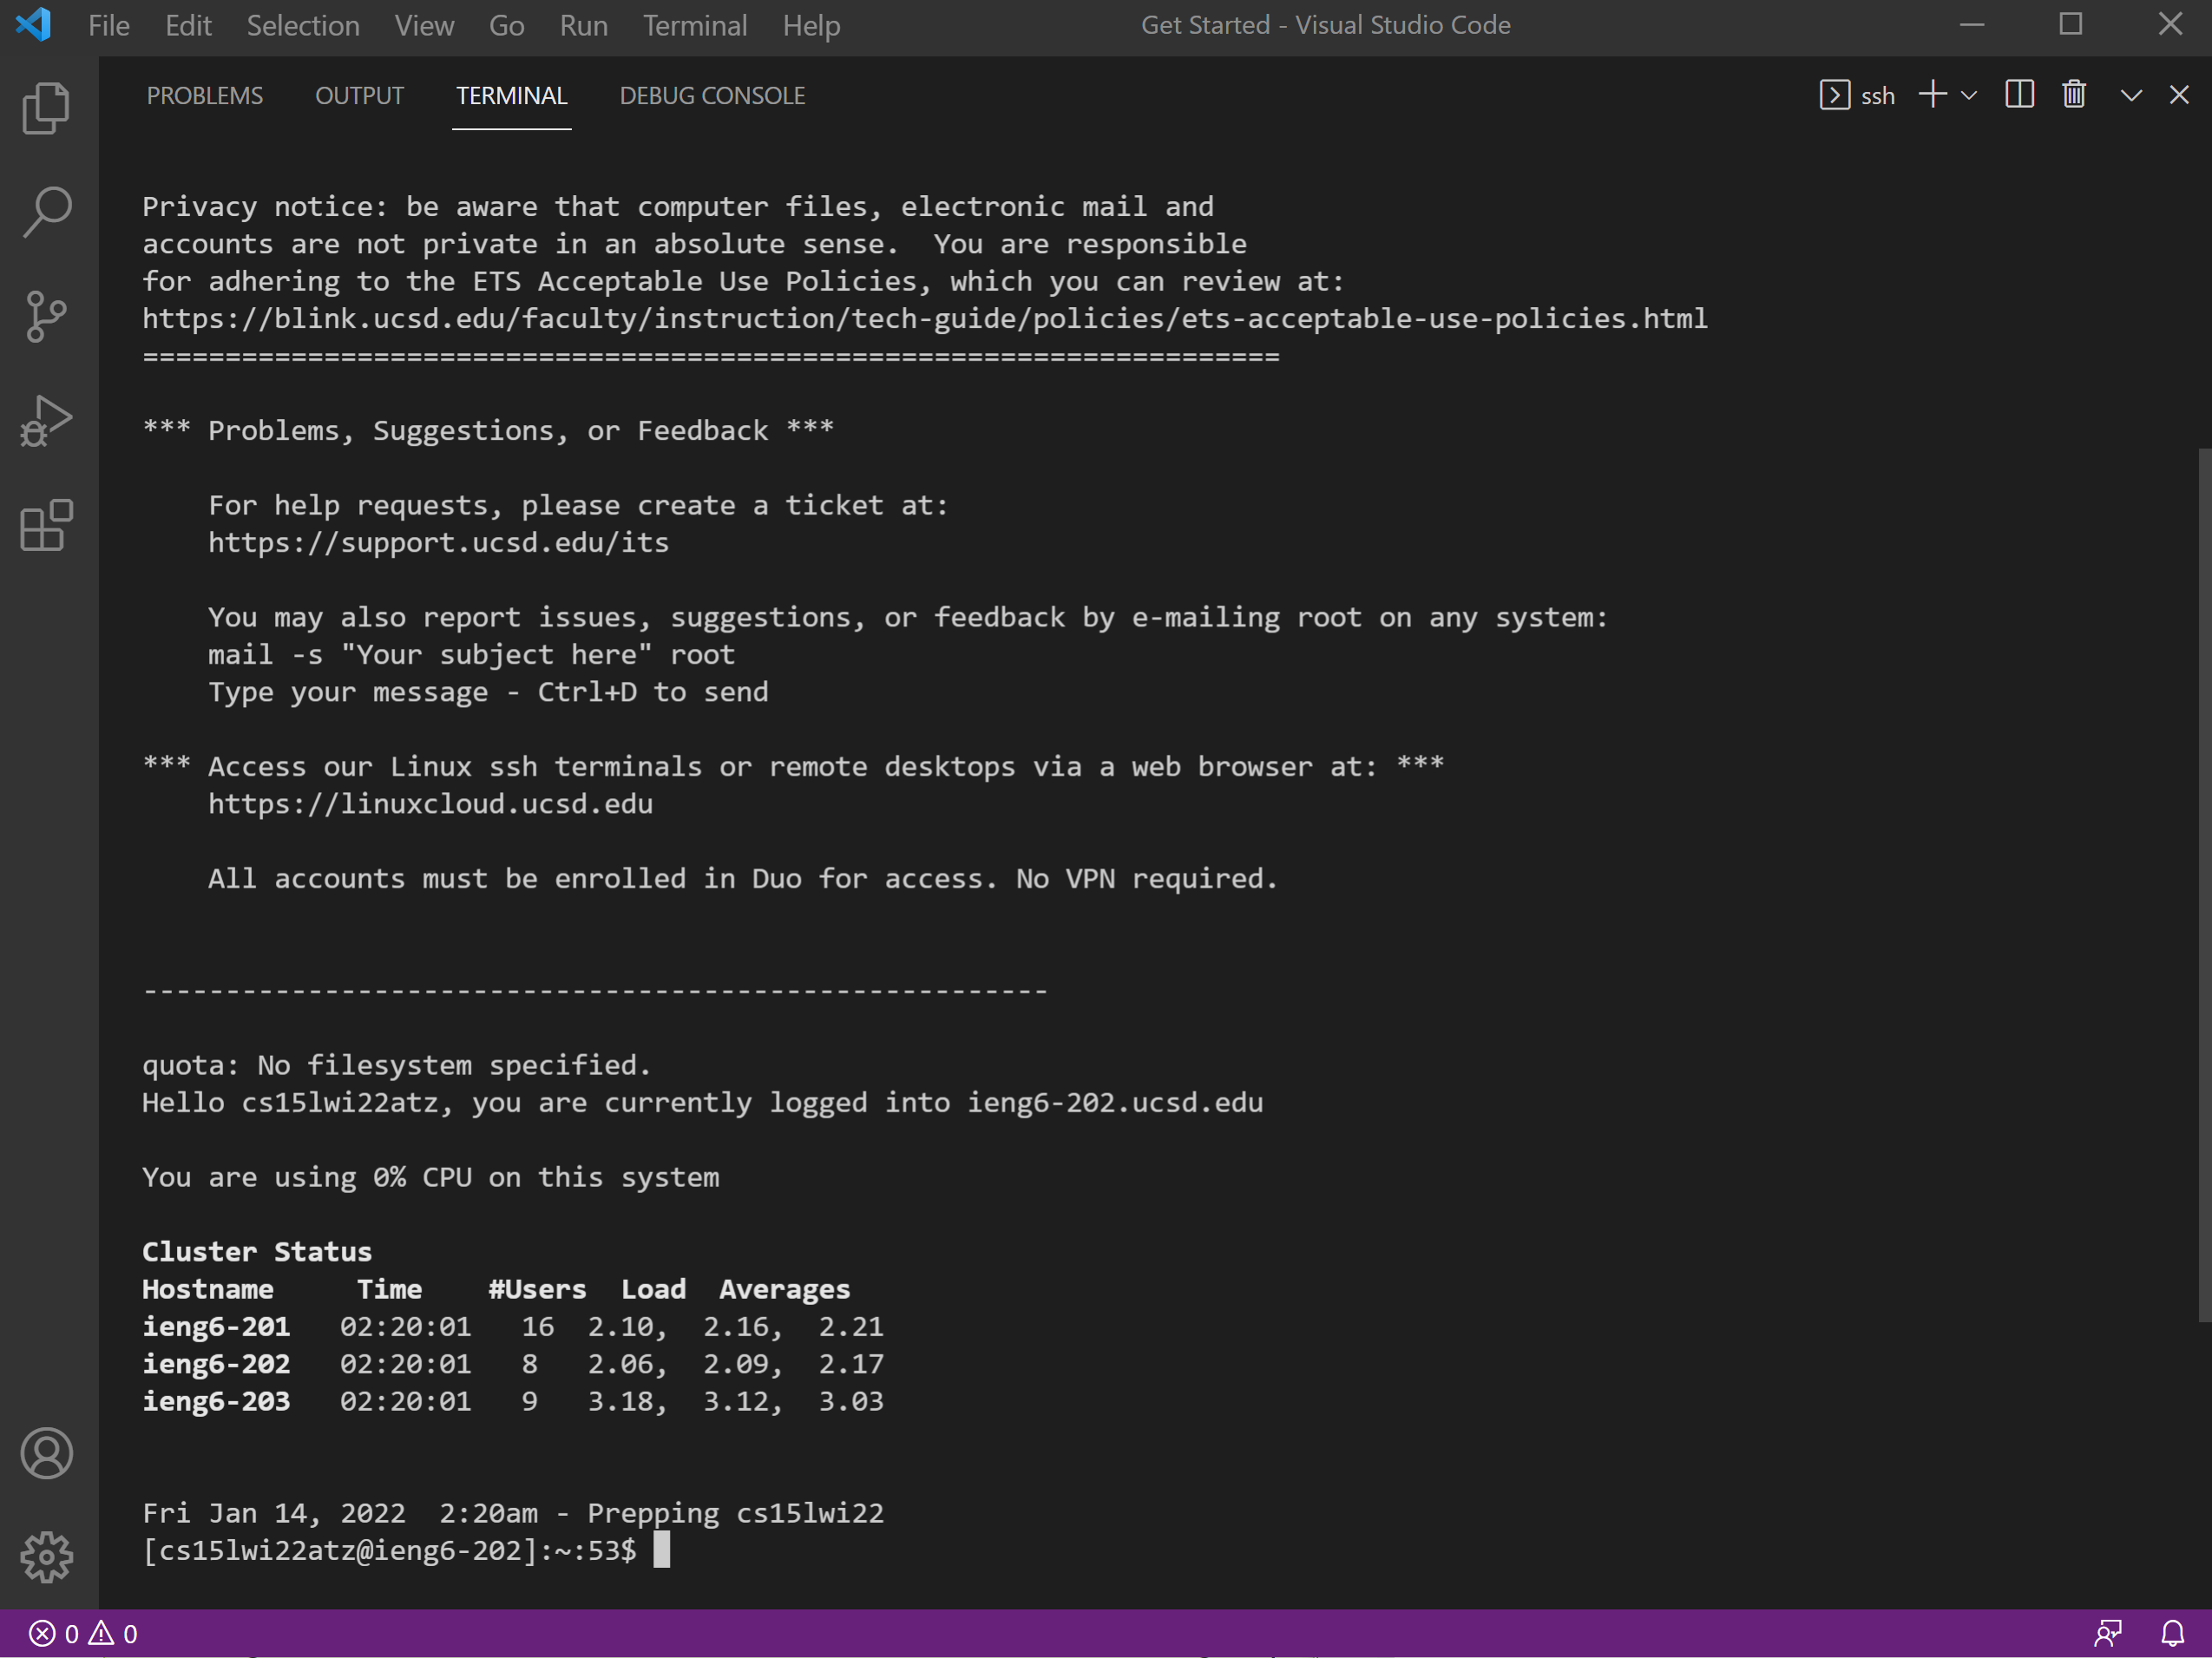 File Edit Selection View Go Run Terminal Help Get Started - Visual Studio Code
PROBLEMS OUTPUT TERMINAL DEBUG CONSOLE ssh
Privacy notice: be aware that computer files, electronic mail and
accounts are not private in an absolute sense.  You are responsible
for adhering to the ETS Acceptable Use Policies, which you can review at:
https://blink.ucsd.edu/faculty/instruction/tech-guide/policies/ets-acceptable-use-policies.html
=====================================================================
*** Problems, Suggestions, or Feedback ***
For help requests, please create a ticket at:
https://support.ucsd.edu/its
You may also report issues, suggestions, or feedback by e-mailing root on any system:
mail -s "Your subject here" root
Type your message - Ctrl+D to send
*** Access our Linux ssh terminals or remote desktops via a web browser at: ***
https://linuxcloud.ucsd.edu
All accounts must be enrolled in Duo for access. No VPN required.
-------------------------------------------------------
quota: No filesystem specified.
Hello cs15lwi22atz, you are currently logged into ieng6-202.ucsd.edu
You are using 0% CPU on this system
Cluster Status
Hostname     Time    #Users  Load  Averages
ieng6-201   02:20:01   16  2.10,  2.16,  2.21
ieng6-202   02:20:01   8   2.06,  2.09,  2.17
ieng6-203   02:20:01   9   3.18,  3.12,  3.03
Fri Jan 14, 2022  2:20am - Prepping cs15lwi22
[cs15lwi22atz@ieng6-202]:~:53$
0 0